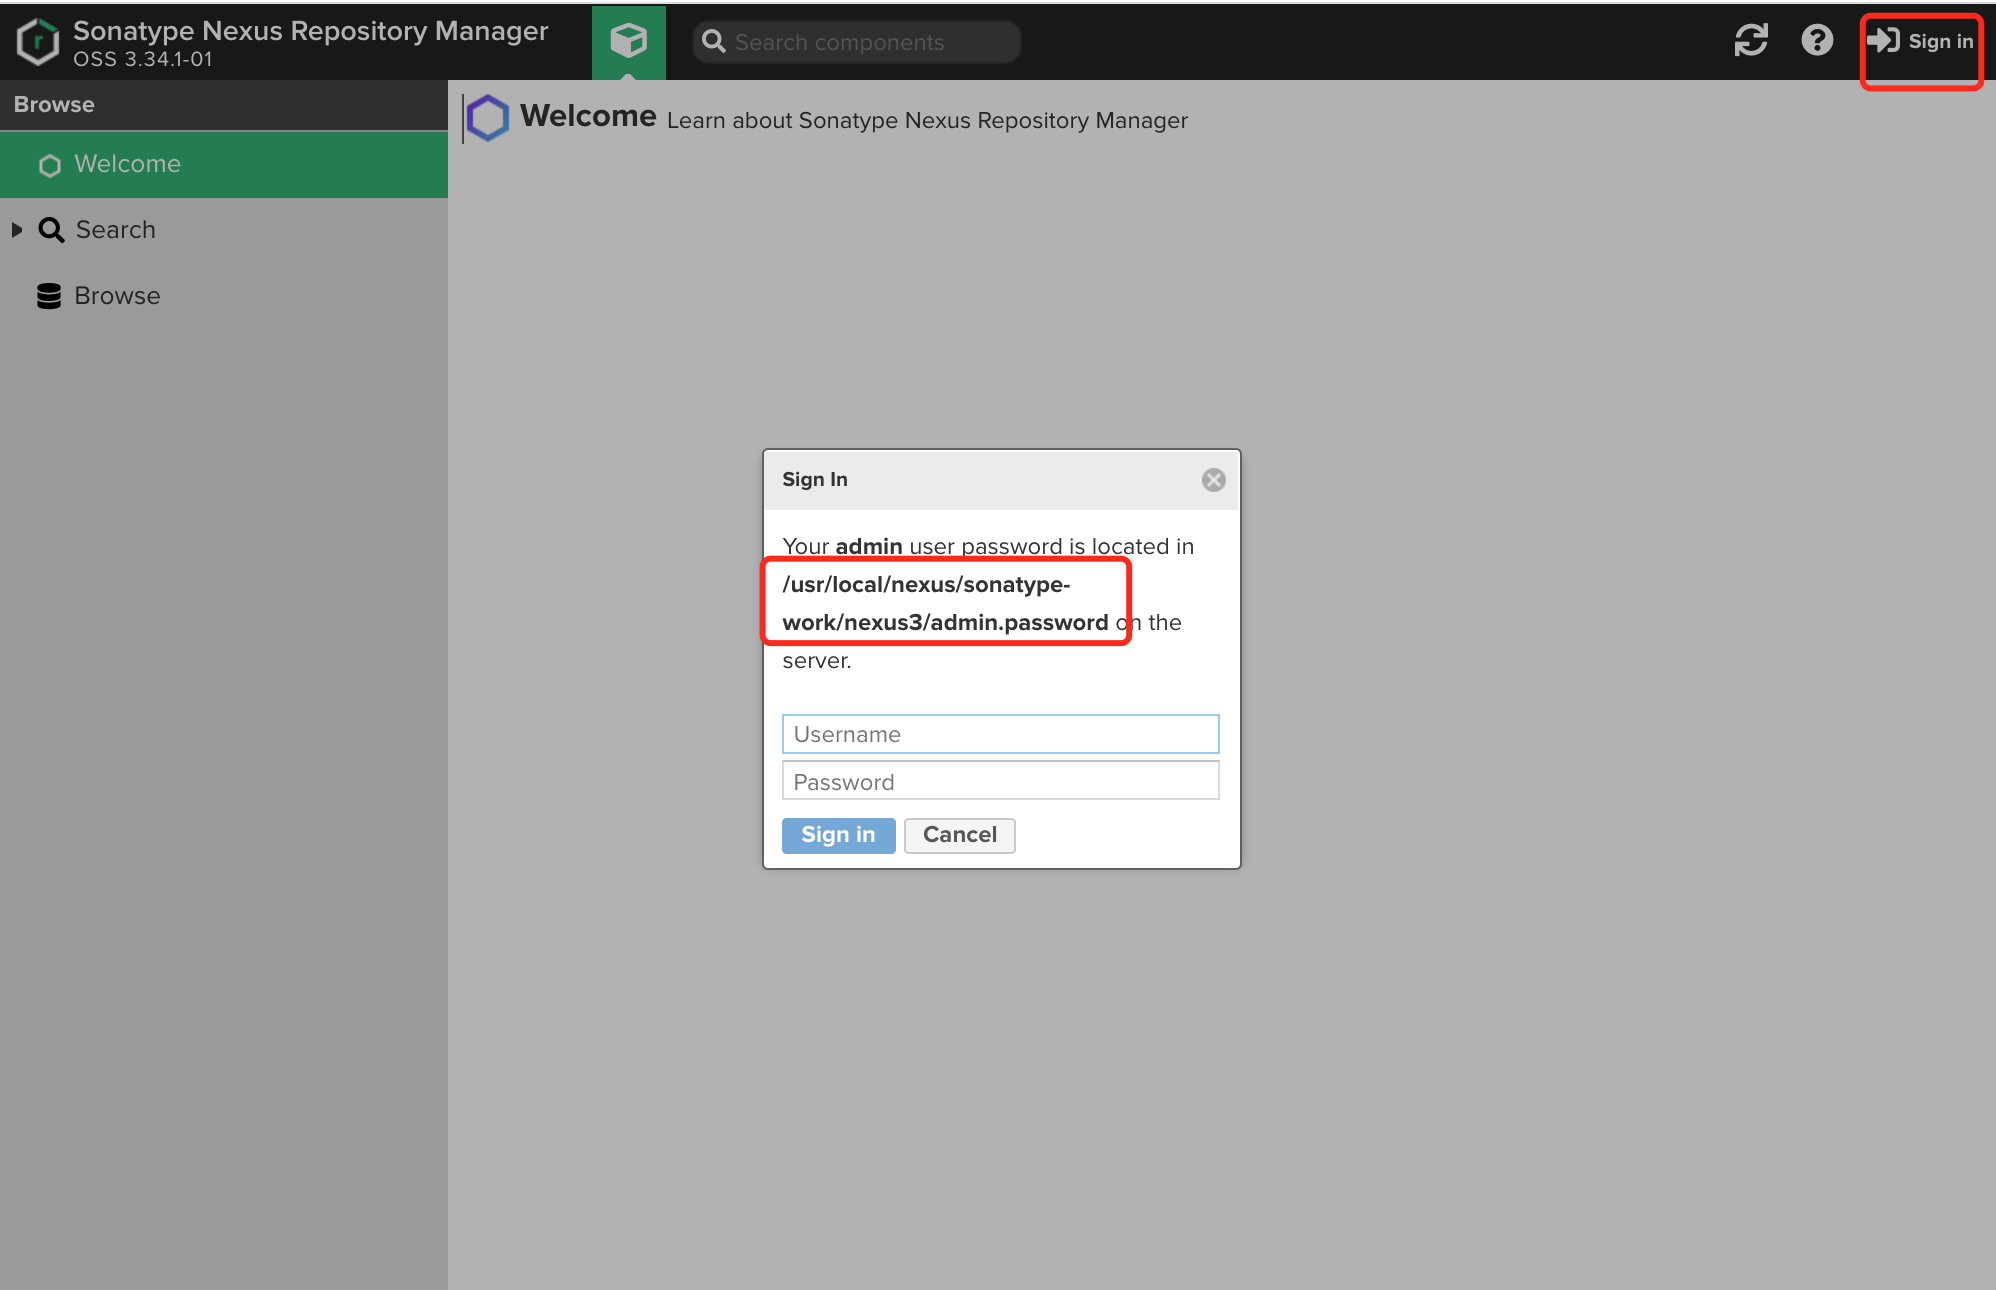 Sonatype Nexus Repository Manager
OSS 3.34.1-01
Search components
Sign in
Browse
Welcome
Search
Browse
Welcome Learn about Sonatype Nexus Repository Manager
Sign In
Your admin user password is located in
/usr/local/nexus/sonatype-
work/nexus3/admin.password on the
server.
Username
Password
Sign in
Cancel